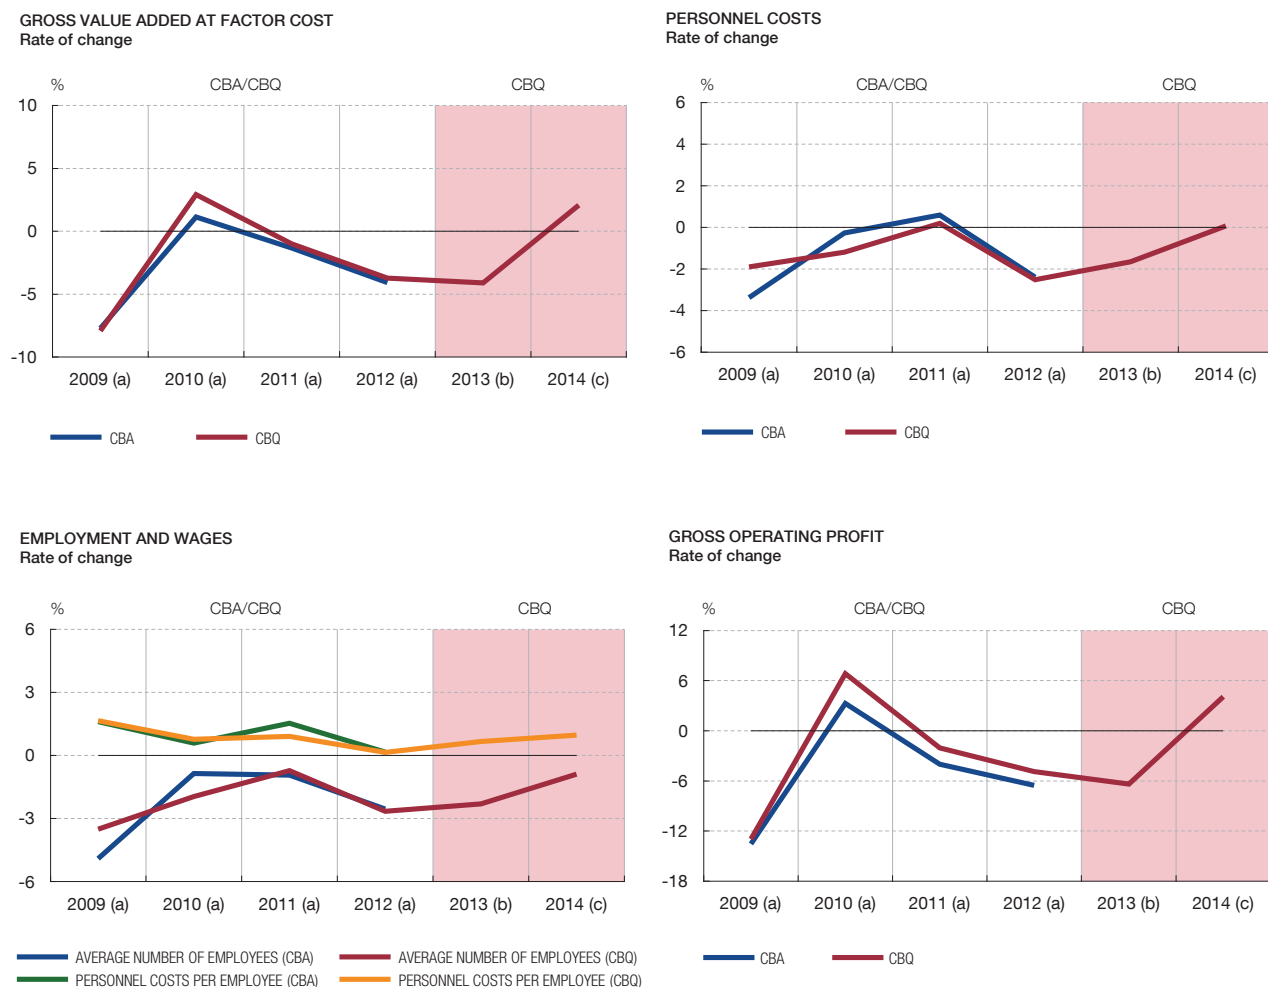 GROSS VALUE ADDED AT FACTOR COST
Rate of change
% CBA/CBQ CBQ
10
5
0
-5
-10
2009 (a) 2010 (a) 2011 (a) 2012 (a) 2013 (b) 2014 (c)
CBA CBQ
PERSONNEL COSTS
Rate of change
% CBA/CBQ CBQ
6
4
2
0
-2
-4
-6
2009 (a) 2010 (a) 2011 (a) 2012 (a) 2013 (b) 2014 (c)
CBA CBQ
EMPLOYMENT AND WAGES
Rate of change
% CBA/CBQ CBQ
6
3
0
-3
-6
2009 (a) 2010 (a) 2011 (a) 2012 (a) 2013 (b) 2014 (c)
AVERAGE NUMBER OF EMPLOYEES (CBA) AVERAGE NUMBER OF EMPLOYEES (CBQ)
PERSONNEL COSTS PER EMPLOYEE (CBA) PERSONNEL COSTS PER EMPLOYEE (CBQ)
GROSS OPERATING PROFIT
Rate of change
% CBA/CBQ CBQ
12
6
0
-6
-12
-18
2009 (a) 2010 (a) 2011 (a) 2012 (a) 2013 (b) 2014 (c)
CBA CBQ